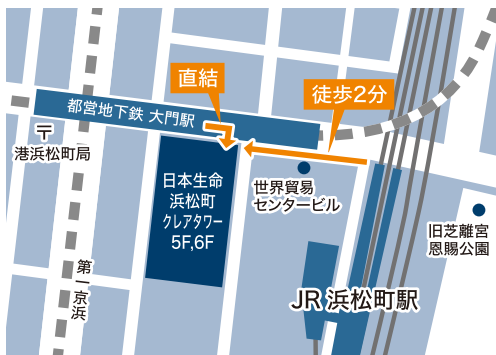 直結
徒歩2分
都営地下鉄 大門駅
〒
港浜松町局
日本生命
浜松町
クレアタワー
5F,6F
世界貿易
センタービル
旧芝離宮
恩賜公園
第一京浜
JR 浜松町駅